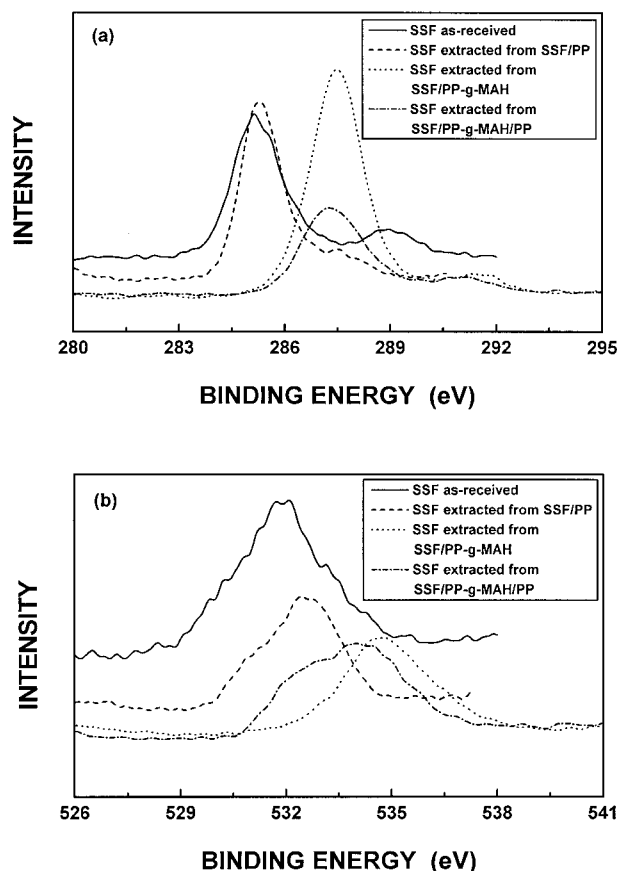 (a)
SSF as-received
SSF extracted from SSF/PP
SSF extracted from
SSF/PP-g-MAH
SSF extracted from
SSF/PP-g-MAH/PP
INTENSITY
280 283 286 289 292 295
BINDING ENERGY (eV)
(b)
SSF as-received
SSF extracted from SSF/PP
SSF extracted from
SSF/PP-g-MAH
SSF extracted from
SSF/PP-g-MAH/PP
INTENSITY
526 529 532 535 538 541
BINDING ENERGY (eV)